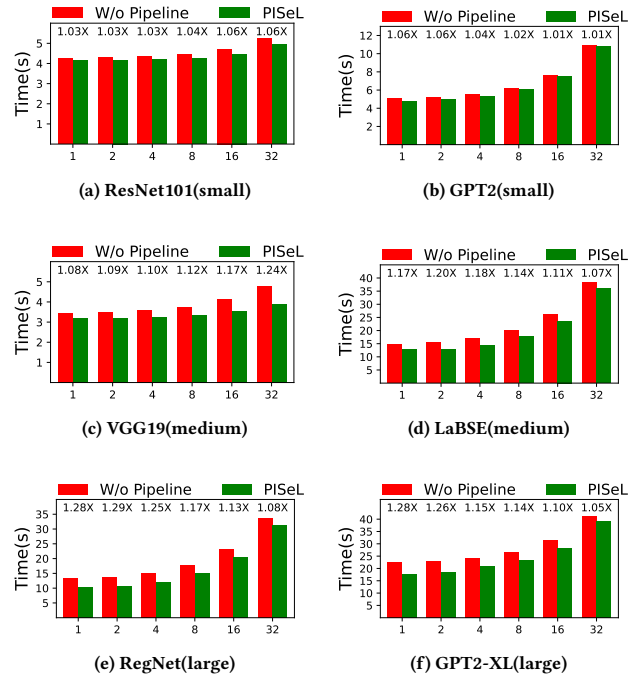 W/o Pipeline PISeL
1.03X 1.03X 1.03X 1.04X 1.06X 1.06X
Time(s)
5
4
3
2
1
1 2 4 8 16 32
(a) ResNet101(small)
W/o Pipeline PISeL
1.06X 1.06X 1.04X 1.02X 1.01X 1.01X
Time(s)
12
10
8
6
4
2
1 2 4 8 16 32
(b) GPT2(small)
W/o Pipeline PISeL
1.08X 1.09X 1.10X 1.12X 1.17X 1.24X
Time(s)
5
4
3
2
1
1 2 4 8 16 32
(c) VGG19(medium)
W/o Pipeline PISeL
1.17X 1.20X 1.18X 1.14X 1.11X 1.07X
Time(s)
40
35
30
25
20
15
10
5
1 2 4 8 16 32
(d) LaBSE(medium)
W/o Pipeline PISeL
1.28X 1.29X 1.25X 1.17X 1.13X 1.08X
Time(s)
35
30
25
20
15
10
5
1 2 4 8 16 32
(e) RegNet(large)
W/o Pipeline PISeL
1.28X 1.26X 1.15X 1.14X 1.10X 1.05X
Time(s)
40
35
30
25
20
15
10
5
1 2 4 8 16 32
(f) GPT2-XL(large)